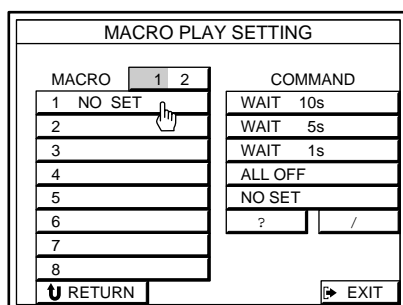 MACRO PLAY SETTING
MACRO 1 2
1 NO SET
2
3
4
5
6
7
8
RETURN
COMMAND
WAIT 10s
WAIT 5s
WAIT 1s
ALL OFF
NO SET
? /
EXIT